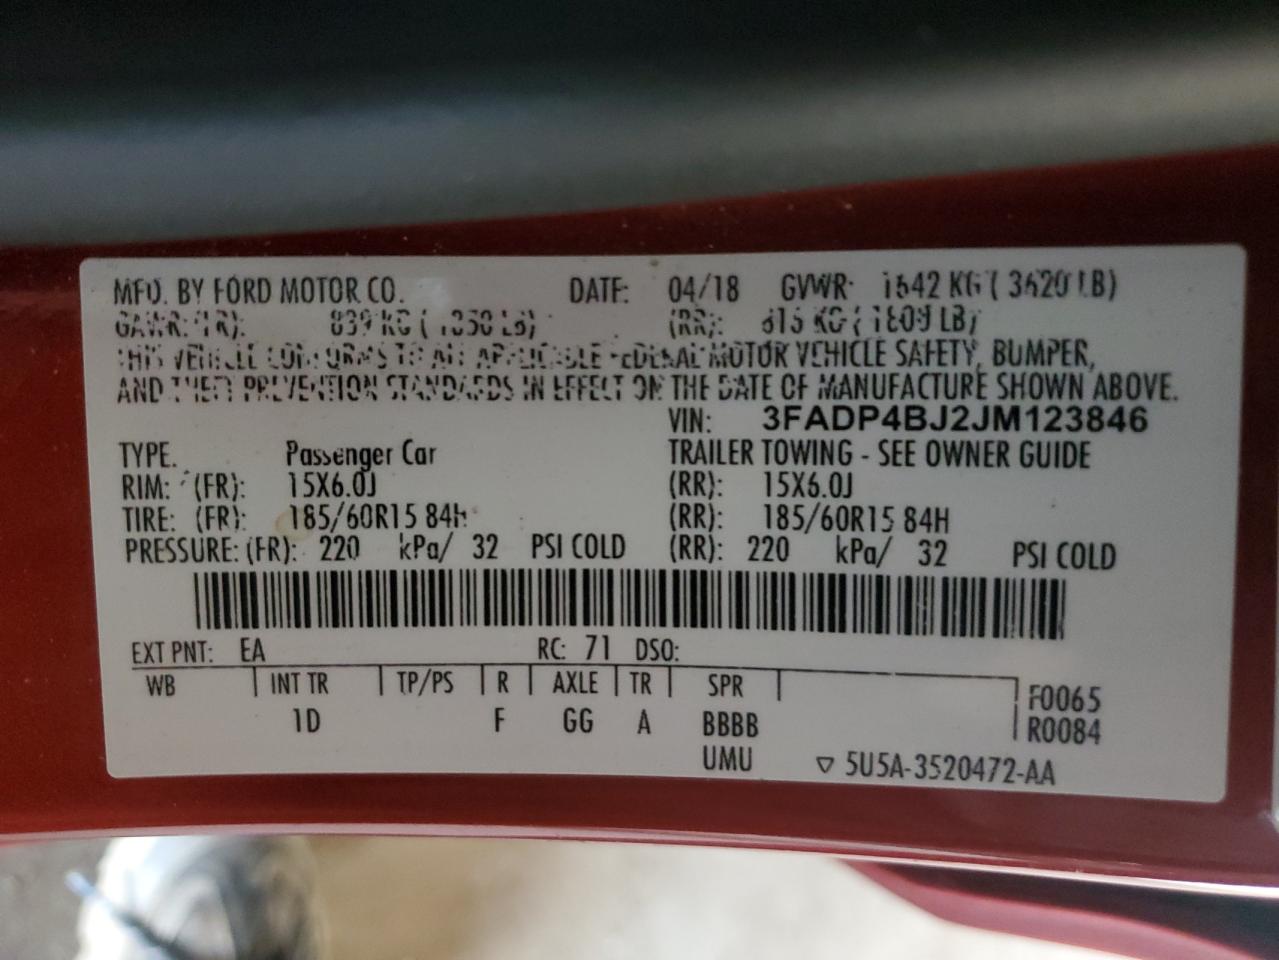 MFD. BY FORD MOTOR CO. DATE: 04/18 GVWR: 1642 KG ( 3620 LB)
GAWR: (FR): 839 KG ( 1850 LB) (RR): KG ( 1809 LB)
THIS VEHICLE CONFORMS TO ALL APPLICABLE FEDERAL MOTOR VEHICLE SAFETY, BUMPER,
AND THEFT PREVENTION STANDARDS IN EFFECT ON THE DATE OF MANUFACTURE SHOWN ABOVE.
VIN: 3FADP4BJ2JM123846
TYPE: Passenger Car TRAILER TOWING - SEE OWNER GUIDE
RIM: (FR): 15X6.0J (RR): 15X6.0J
TIRE: (FR): 185/60R15 84H (RR): 185/60R15 84H
PRESSURE: (FR): 220 kPa/ 32 PSI COLD (RR): 220 kPa/ 32 PSI COLD
EXT PNT: EA RC: 71 DSO:
WB INT TR TP/PS R AXLE TR SPR F0065
1D F GG A BBBB R0084
UMU ▽ 5U5A-3520472-AA